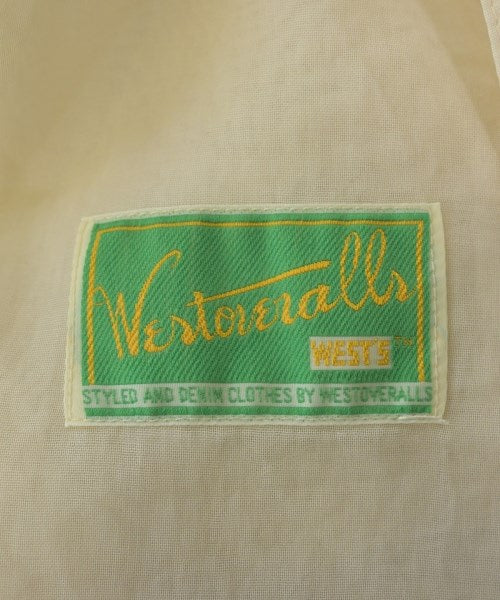 Westoveralls
WEST'S™
STYLED AND DENIM CLOTHES BY WESTOVERALLS